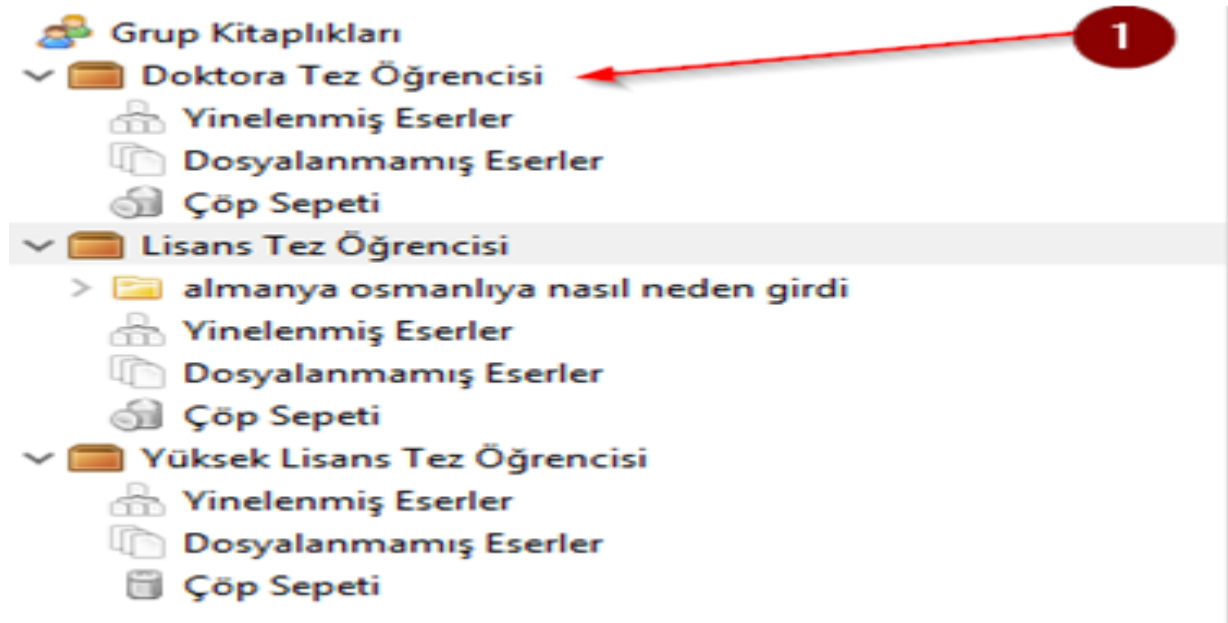 Grup Kitaplıkları
1
Doktora Tez Öğrencisi
Yinelenmiş Eserler
Dosyalanmamış Eserler
Çöp Sepeti
Lisans Tez Öğrencisi
almanya osmanlıya nasıl neden girdi
Yinelenmiş Eserler
Dosyalanmamış Eserler
Çöp Sepeti
Yüksek Lisans Tez Öğrencisi
Yinelenmiş Eserler
Dosyalanmamış Eserler
Çöp Sepeti